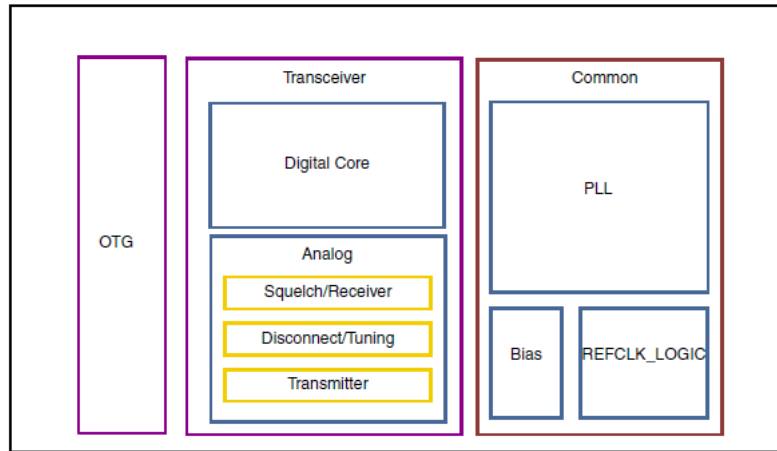 OTG
Transceiver
Digital Core
Analog
Squelch/Receiver
Disconnect/Tuning
Transmitter
Common
PLL
Bias
REFCLK_LOGIC